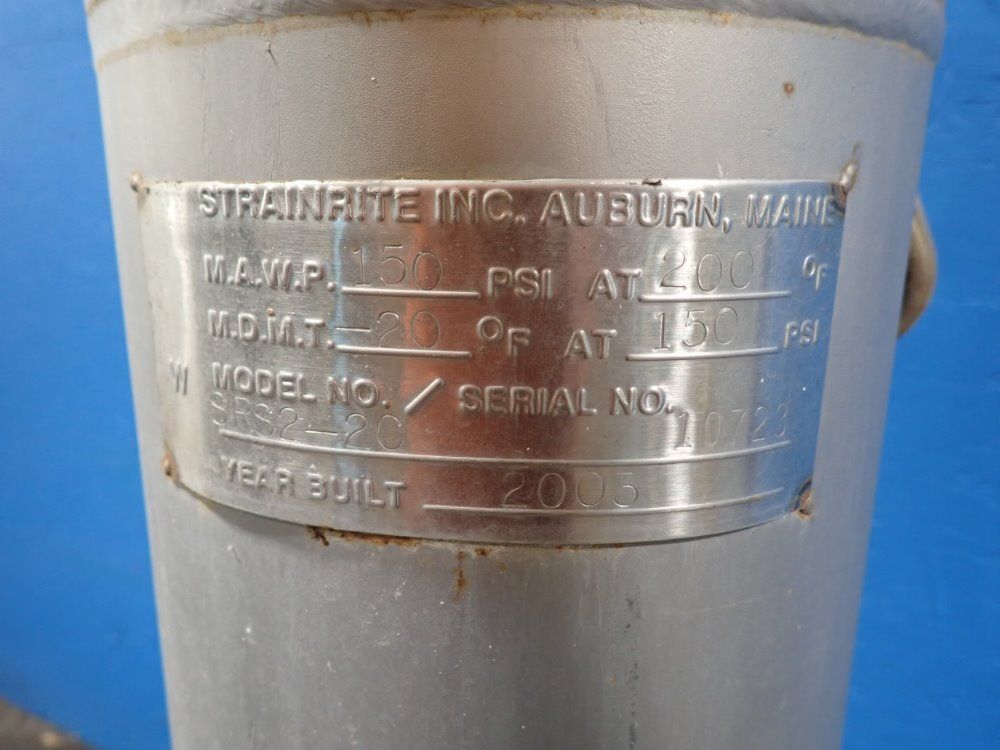 STRAINRITE INC. AUBURN, MAINE
M.A.W.P. 150 PSI AT 200 °F
M.D.M.T. -20 °F AT 150 PSI
W MODEL NO. / SERIAL NO.
SRS2-2C 10723
YEAR BUILT 2003